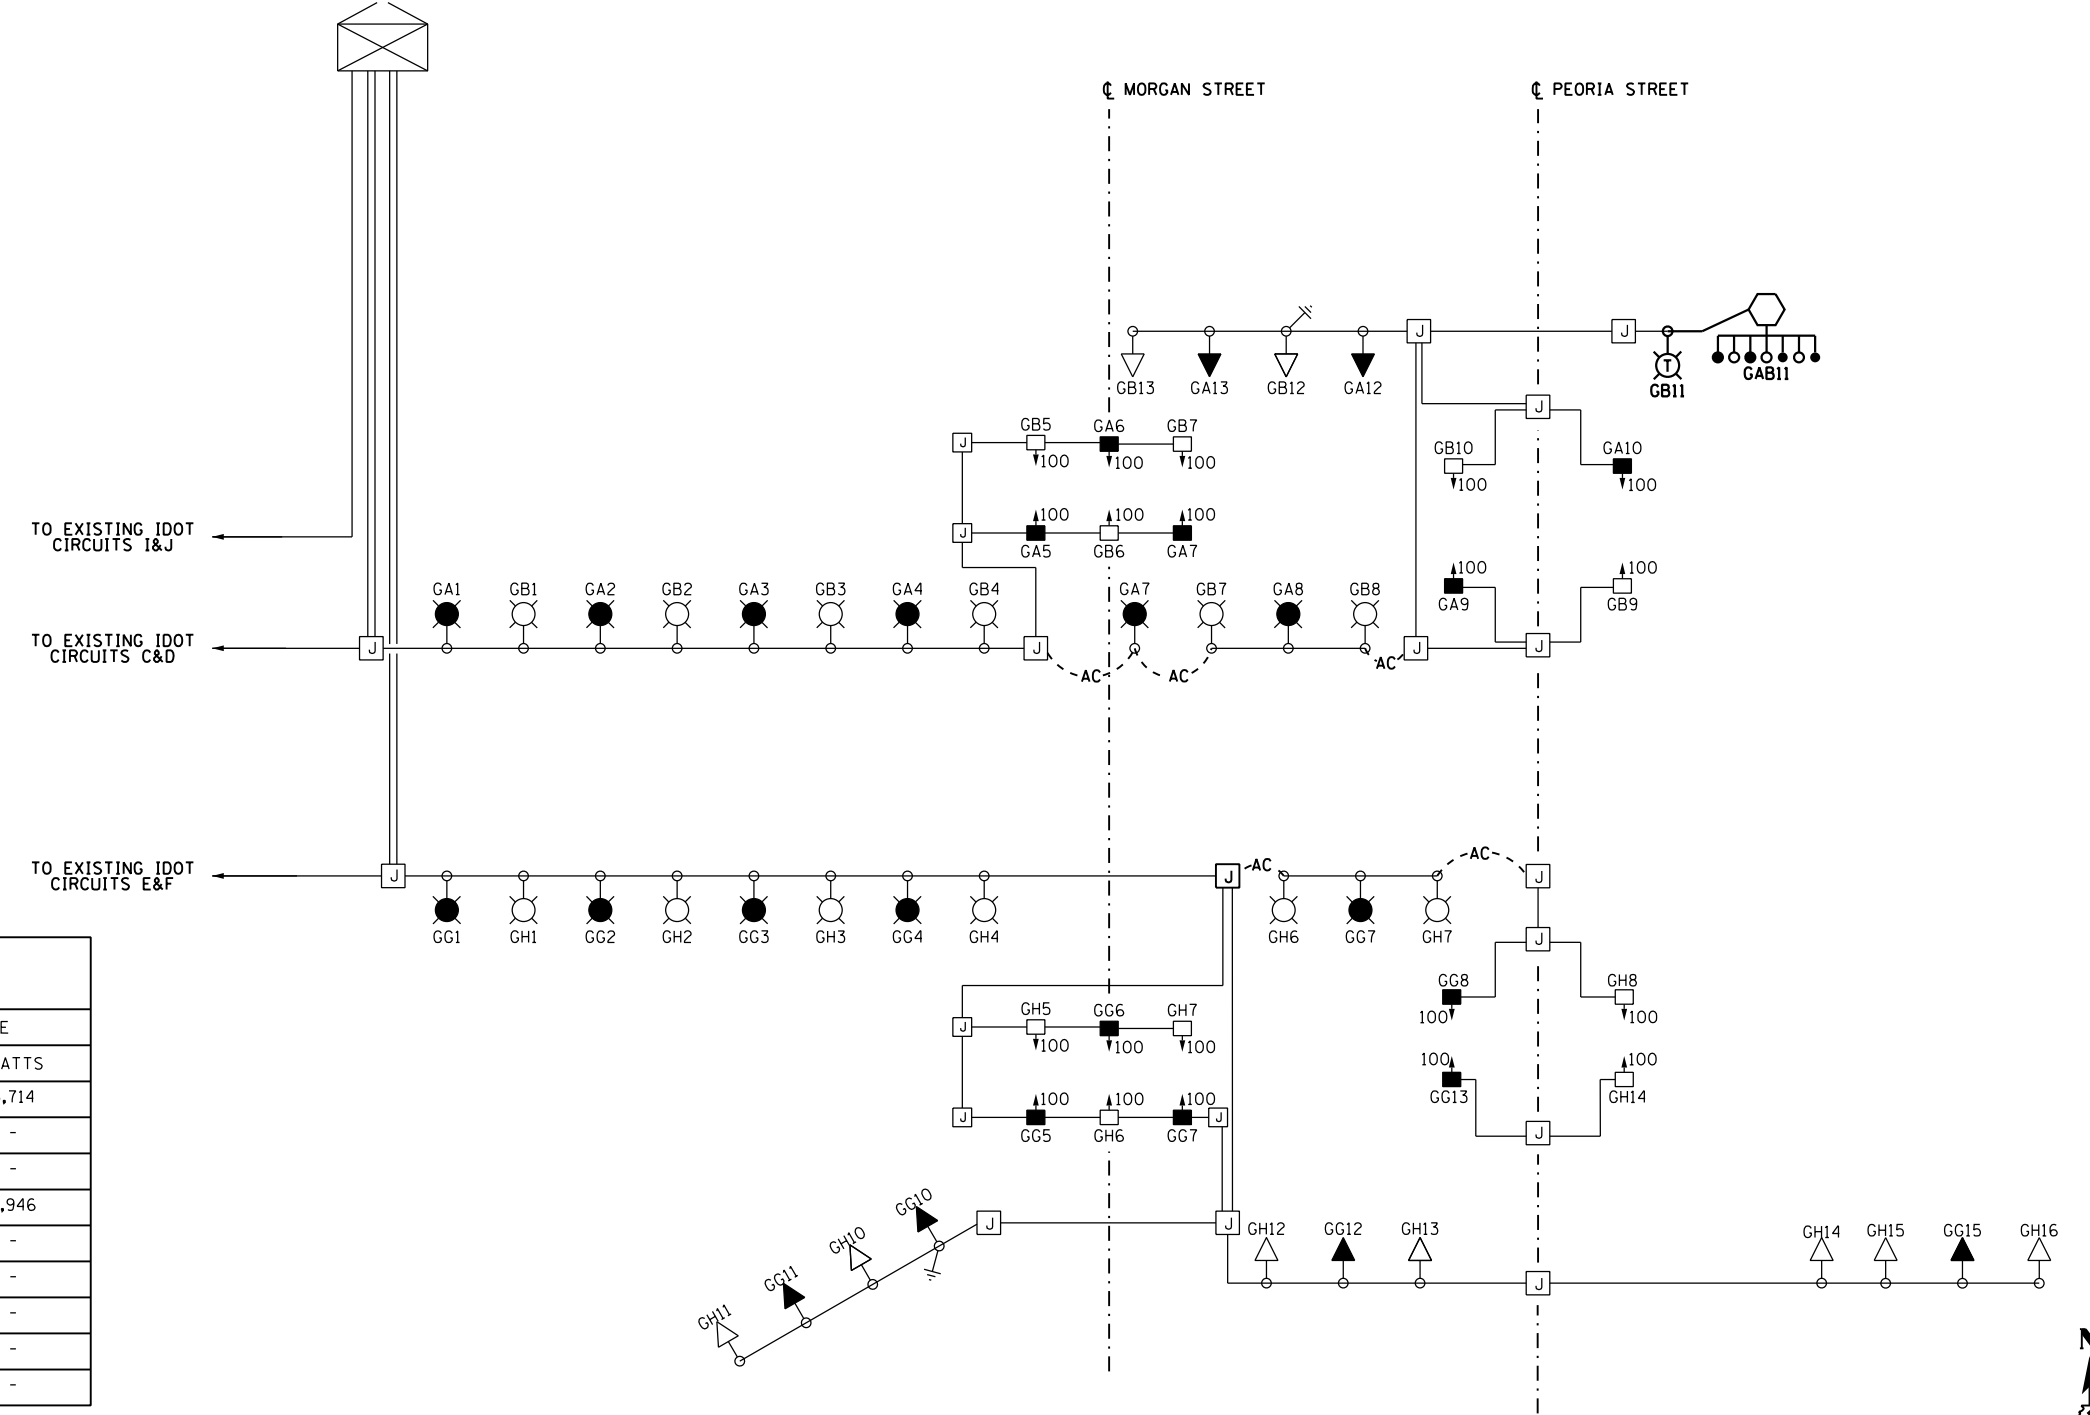 ℄ MORGAN STREET
℄ PEORIA STREET
GB13
GA13
GB12
GA12
J
J
T
GB11
GAB11
J
GB5
GA6
GB7
J
100
100
100
GB10
GA10
100
100
TO EXISTING IDOT
CIRCUITS I&J
100
100
100
J
GA5
GB6
GA7
100
100
GA9
GB9
GA1
GB1
GA2
GB2
GA3
GB3
GA4
GB4
GA7
GB7
GA8
GB8
TO EXISTING IDOT
CIRCUITS C&D
J
J
J
J
AC
AC
AC
TO EXISTING IDOT
CIRCUITS E&F
J
J
AC
AC
J
GG1
GH1
GG2
GH2
GG3
GH3
GG4
GH4
GH6
GG7
GH7
J
GG8
GH8
100
100
GH5
GG6
GH7
J
100
100
100
100
100
GG13
GH14
100
100
100
J
J
GG5
GH6
GG7
J
E
ATTS
,714
-
-
,946
-
-
-
-
-
GG10
GH10
GG11
GH11
J
J
GH12
GG12
GH13
J
GH14
GH15
GG15
GH16
N